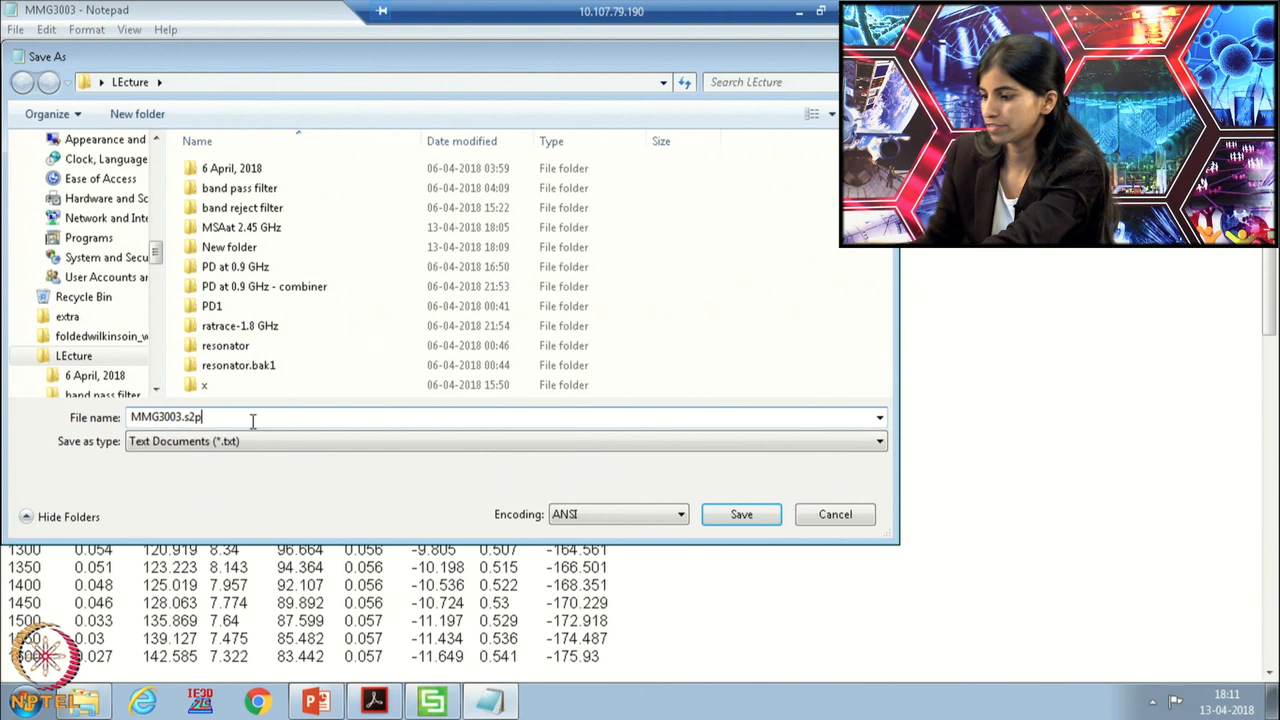 MMG3003 - Notepad
10.107.79.190
File Edit Format View Help
Save As
LEcture
Search LEcture
Organize New folder
Name Date modified Type Size
Appearance and
Clock, Language
Ease of Access
Hardware and So
Network and Inte
Programs
System and Secu
User Accounts an
Recycle Bin
extra
foldedwilkinsoin_w
LEcture
6 April, 2018
band pass filter
6 April, 2018 06-04-2018 03:59 File folder
band pass filter 06-04-2018 04:09 File folder
band reject filter 06-04-2018 15:22 File folder
MSAat 2.45 GHz 13-04-2018 18:05 File folder
New folder 13-04-2018 18:09 File folder
PD at 0.9 GHz 06-04-2018 16:50 File folder
PD at 0.9 GHz - combiner 06-04-2018 21:53 File folder
PD1 06-04-2018 00:41 File folder
ratrace-1.8 GHz 06-04-2018 21:54 File folder
resonator 06-04-2018 00:46 File folder
resonator.bak1 06-04-2018 00:44 File folder
x 06-04-2018 15:50 File folder
File name: MMG3003.s2p
Save as type: Text Documents (*.txt)
Hide Folders
Encoding: ANSI Save Cancel
1300 0.054 120.919 8.34 96.664 0.056 -9.805 0.507 -164.561
1350 0.051 123.223 8.143 94.364 0.056 -10.198 0.515 -166.501
1400 0.048 125.019 7.957 92.107 0.056 -10.536 0.522 -168.351
1450 0.046 128.063 7.774 89.892 0.056 -10.724 0.53 -170.229
1500 0.033 135.869 7.64 87.599 0.057 -11.197 0.529 -172.918
0.03 139.127 7.475 85.482 0.057 -11.434 0.536 -174.487
0.027 142.585 7.322 83.442 0.057 -11.649 0.541 -175.93
NPTEL
IE3D
18:11
13-04-2018